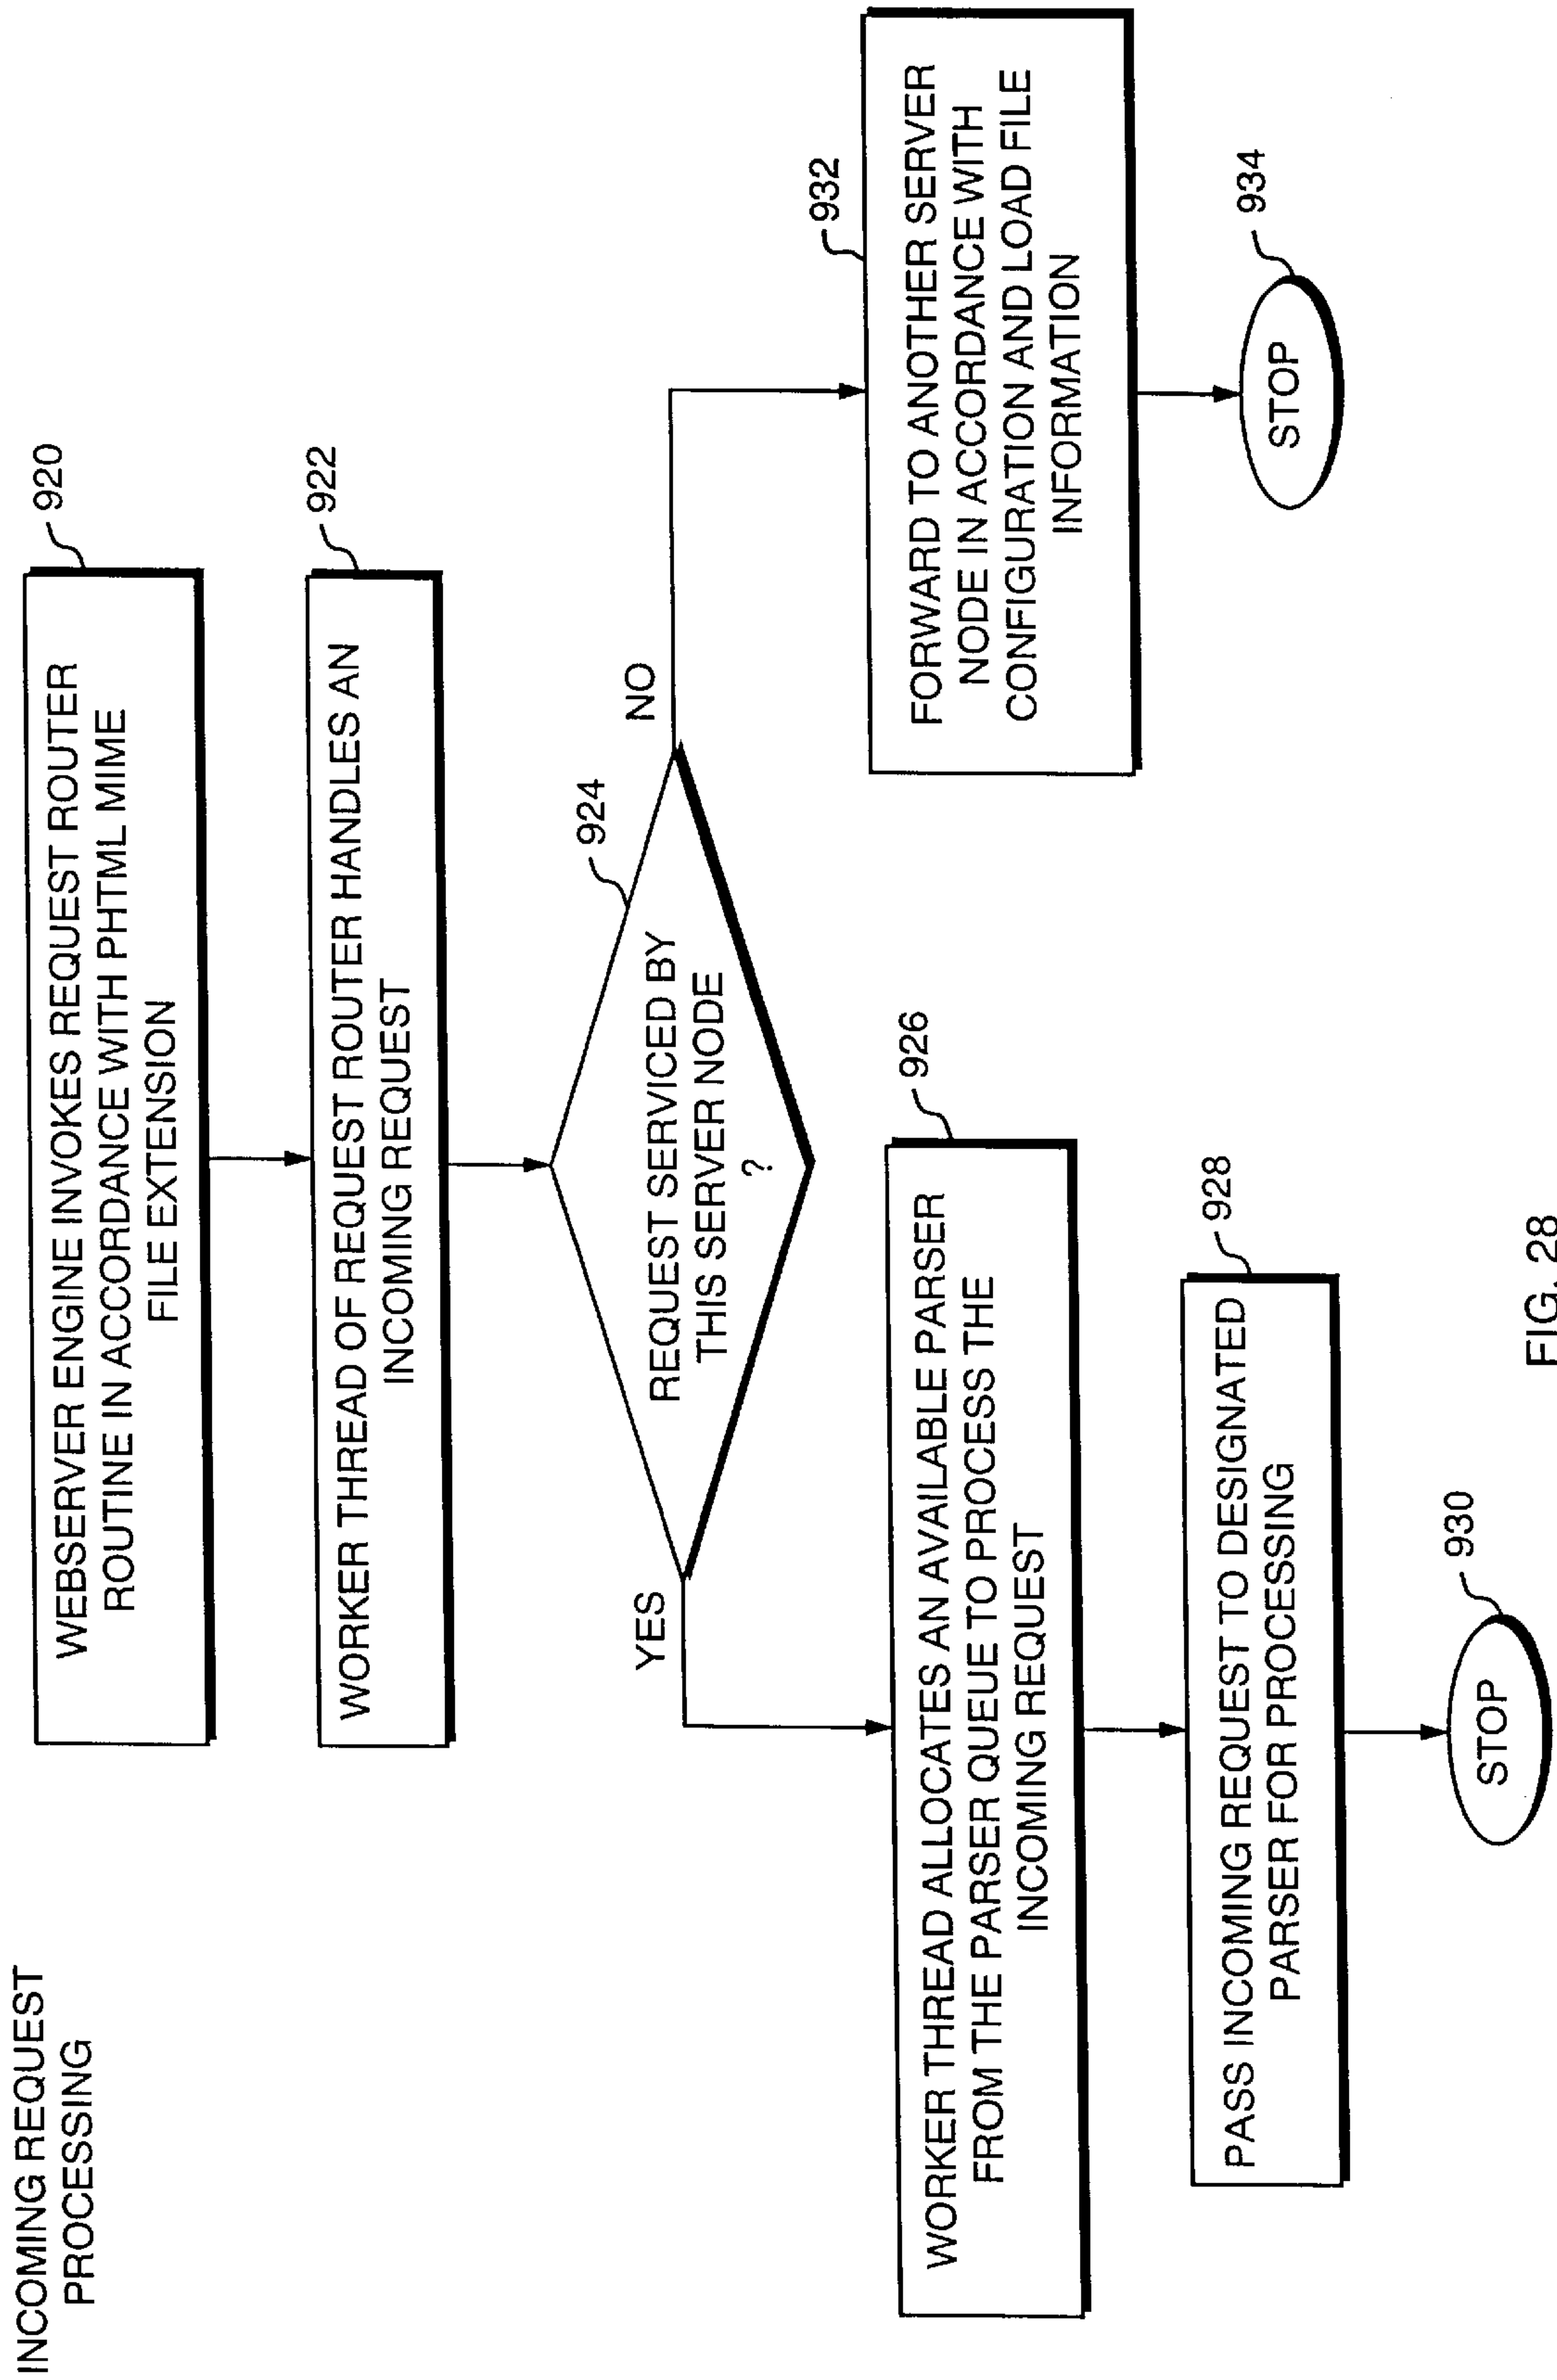 INCOMING REQUEST
PROCESSING
920
WEBSERVER ENGINE INVOKES REQUEST ROUTER
ROUTINE IN ACCORDANCE WITH PHTML MIME
FILE EXTENSION
922
WORKER THREAD OF REQUEST ROUTER HANDLES AN
INCOMING REQUEST
924
REQUEST SERVICED BY
THIS SERVER NODE
?
YES
NO
926
WORKER THREAD ALLOCATES AN AVAILABLE PARSER
FROM THE PARSER QUEUE TO PROCESS THE
INCOMING REQUEST
928
PASS INCOMING REQUEST TO DESIGNATED
PARSER FOR PROCESSING
930
STOP
932
FORWARD TO ANOTHER SERVER
NODE IN ACCORDANCE WITH
CONFIGURATION AND LOAD FILE
INFORMATION
934
STOP
FIG. 28